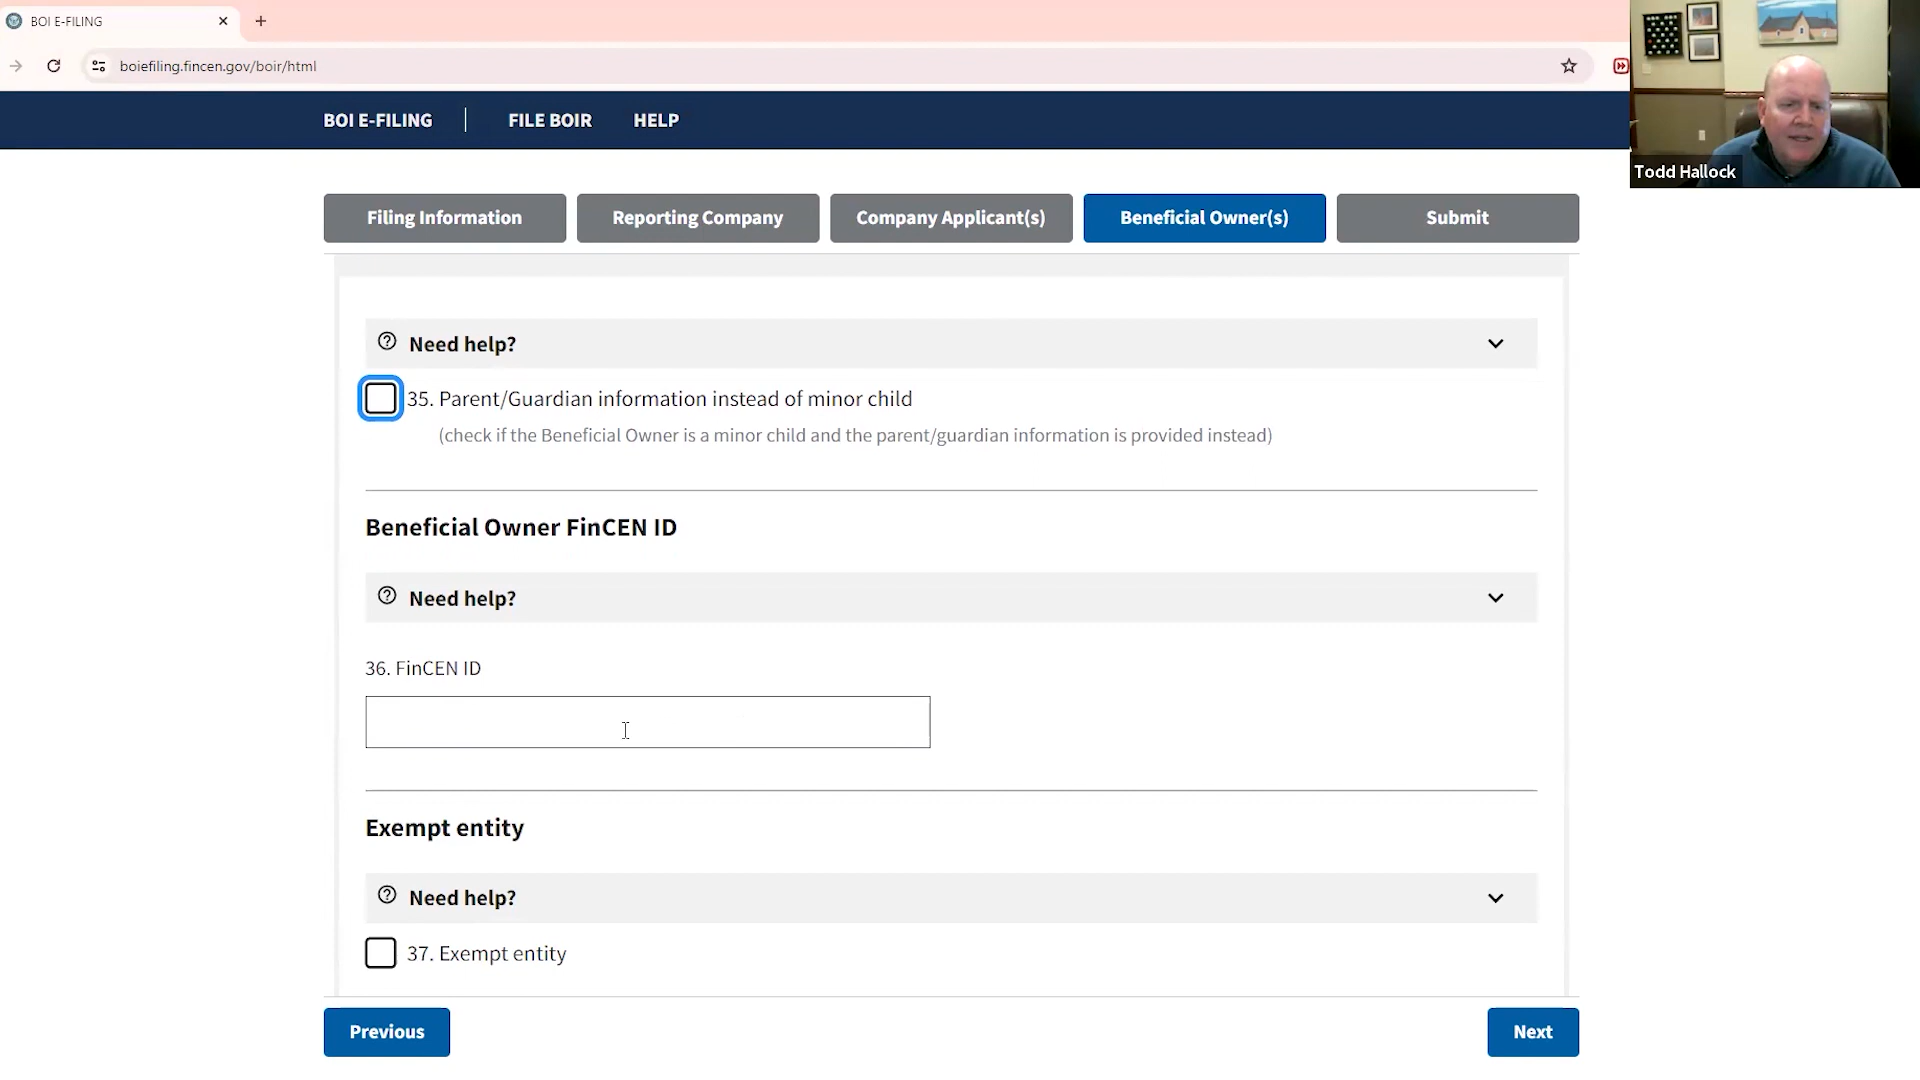 BOI E-FILING
boiefiling.fincen.gov/boir/html
BOI E-FILING
FILE BOIR
HELP
Todd Hallock
Filing Information
Reporting Company
Company Applicant(s)
Beneficial Owner(s)
Submit
Need help?
35. Parent/Guardian information instead of minor child
(check if the Beneficial Owner is a minor child and the parent/guardian information is provided instead)
Beneficial Owner FinCEN ID
Need help?
36. FinCEN ID
Exempt entity
Need help?
37. Exempt entity
Previous
Next